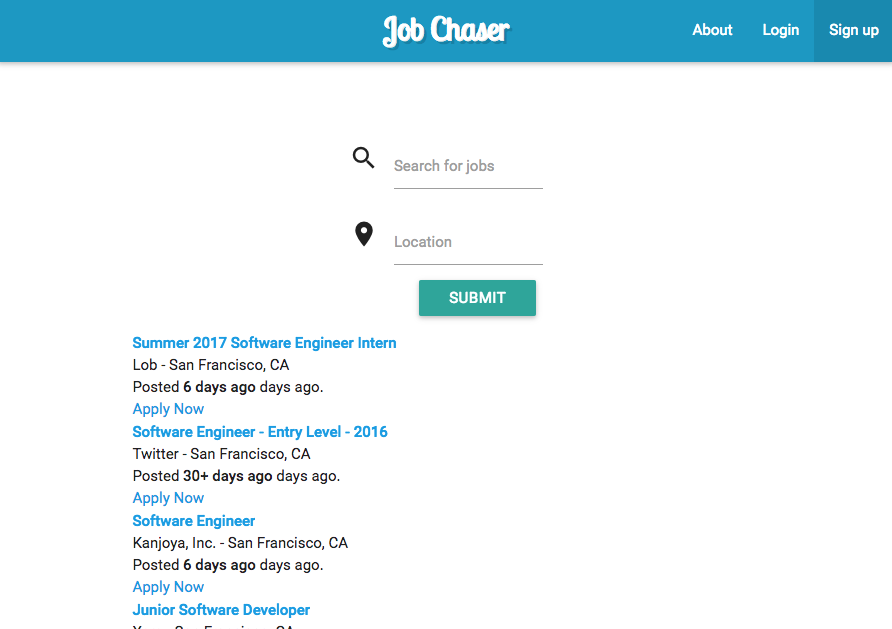 Job Chaser
About Login Sign up
Search for jobs
Location
SUBMIT
Summer 2017 Software Engineer Intern
Lob - San Francisco, CA
Posted 6 days ago days ago.
Apply Now
Software Engineer - Entry Level - 2016
Twitter - San Francisco, CA
Posted 30+ days ago days ago.
Apply Now
Software Engineer
Kanjoya, Inc. - San Francisco, CA
Posted 6 days ago days ago.
Apply Now
Junior Software Developer